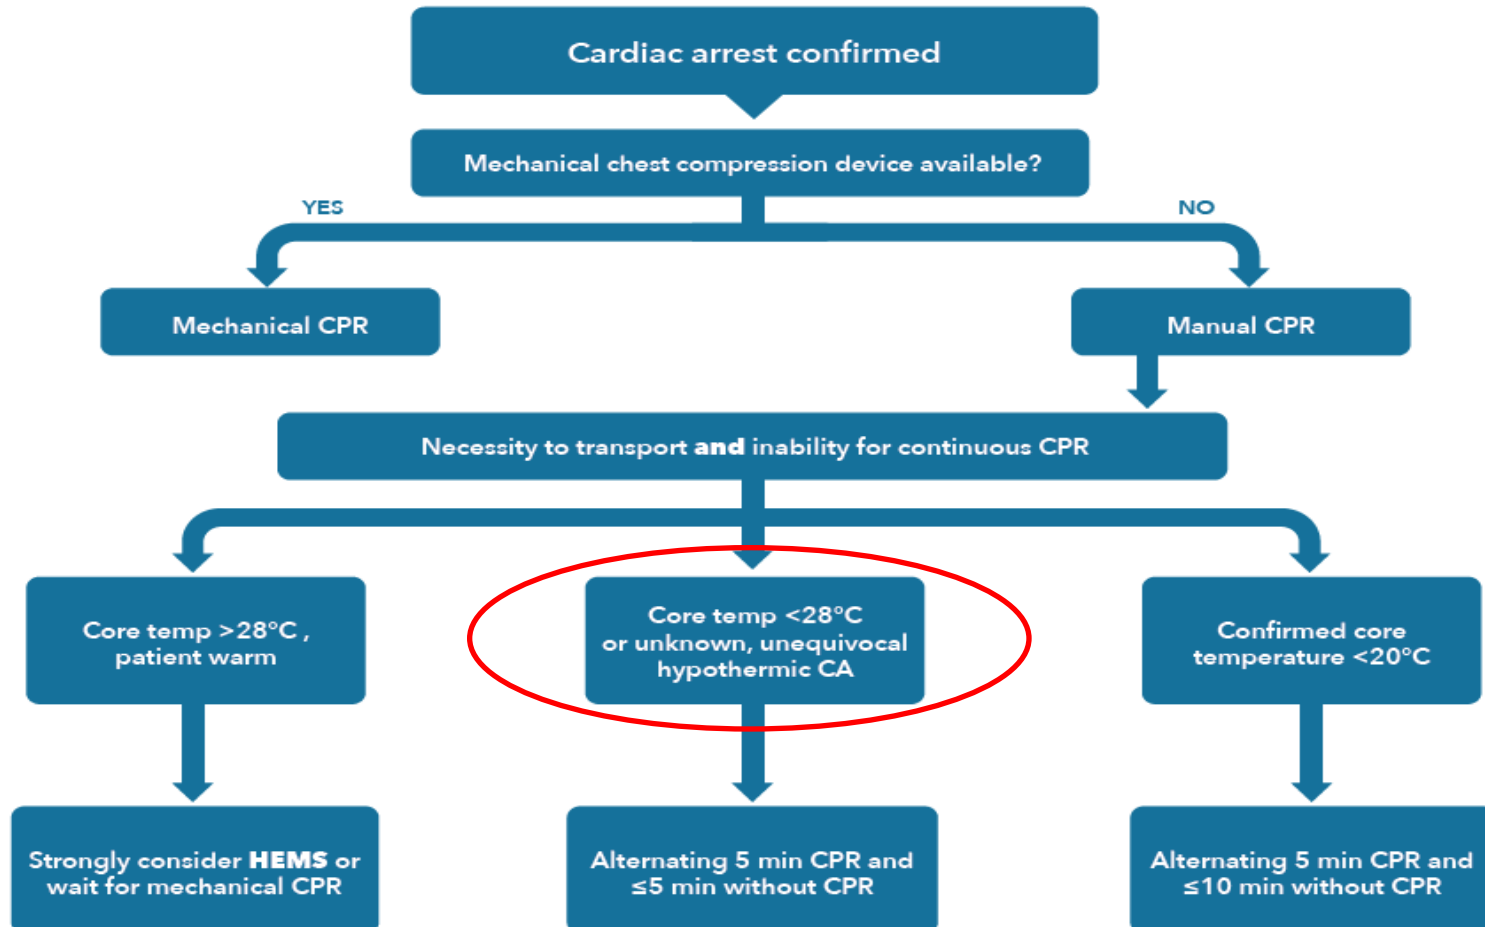 Cardiac arrest confirmed
Mechanical chest compression device available?
YES
NO
Mechanical CPR
Manual CPR
Necessity to transport and inability for continuous CPR
Core temp >28°C ,
patient warm
Core temp <28°C
or unknown, unequivocal
hypothermic CA
Confirmed core
temperature <20°C
Strongly consider HEMS or
wait for mechanical CPR
Alternating 5 min CPR and
≤5 min without CPR
Alternating 5 min CPR and
≤10 min without CPR